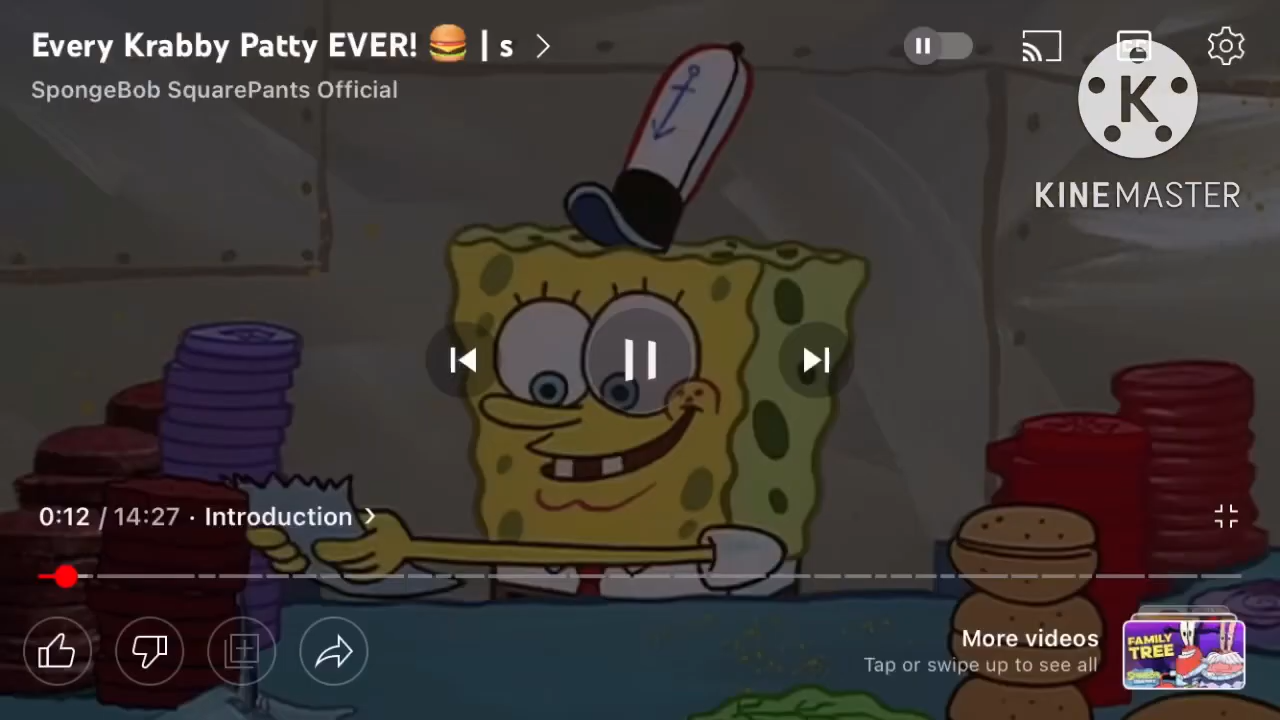 Every Krabby Patty EVER! 🍔 | s
SpongeBob SquarePants Official
K
KINEMASTER
0:12 / 14:27 · Introduction
More videos
Tap or swipe up to see all
FAMILY
TREE